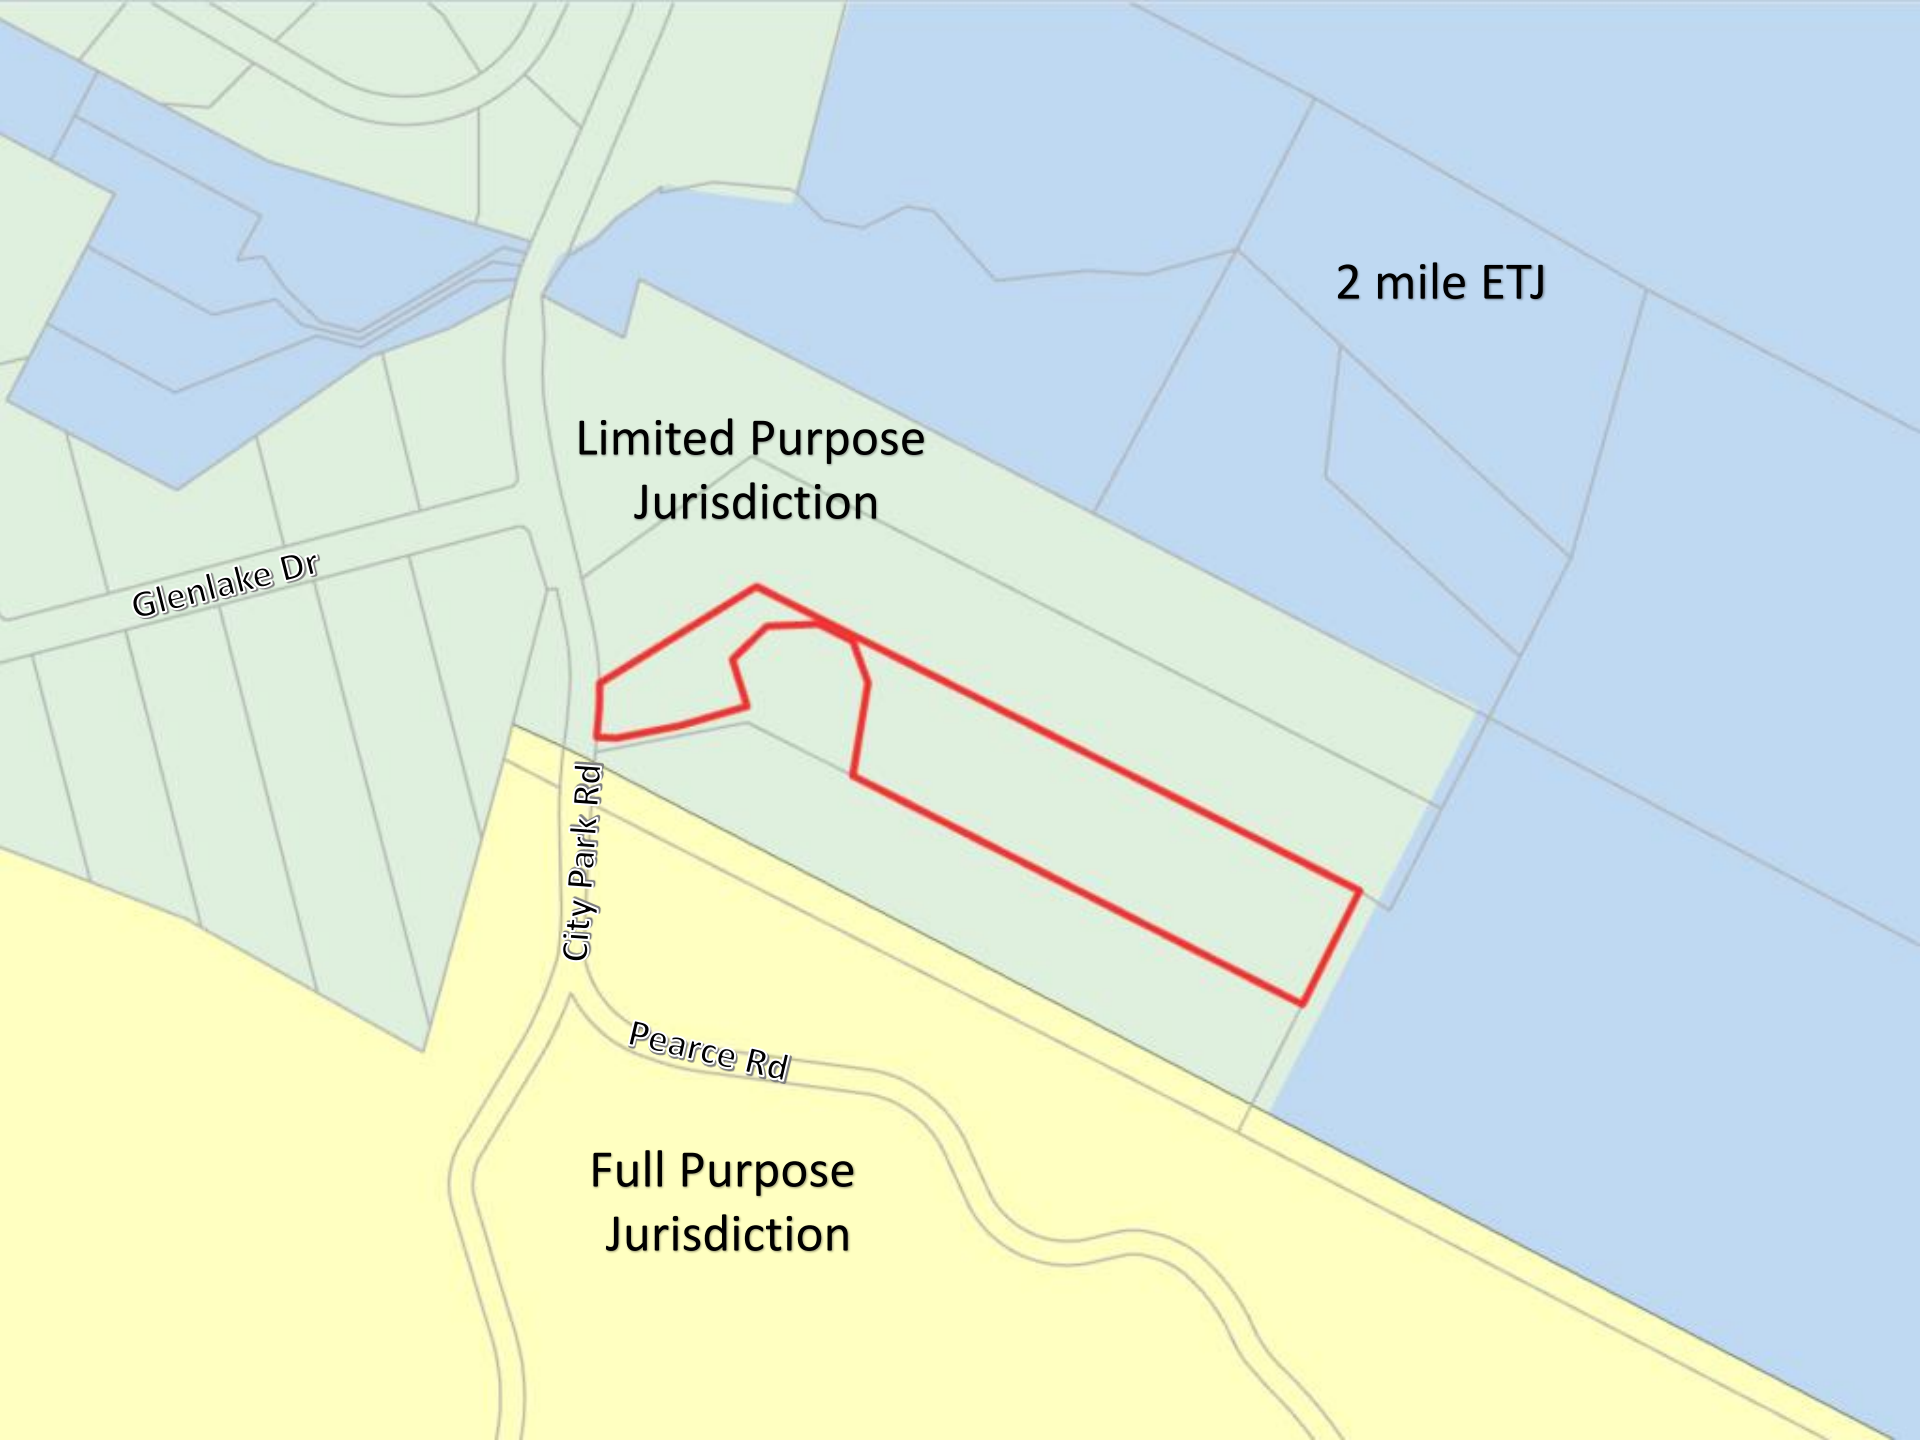 2 mile ETJ
Limited Purpose
Jurisdiction
Glenlake Dr
City Park Rd
Pearce Rd
Full Purpose
Jurisdiction